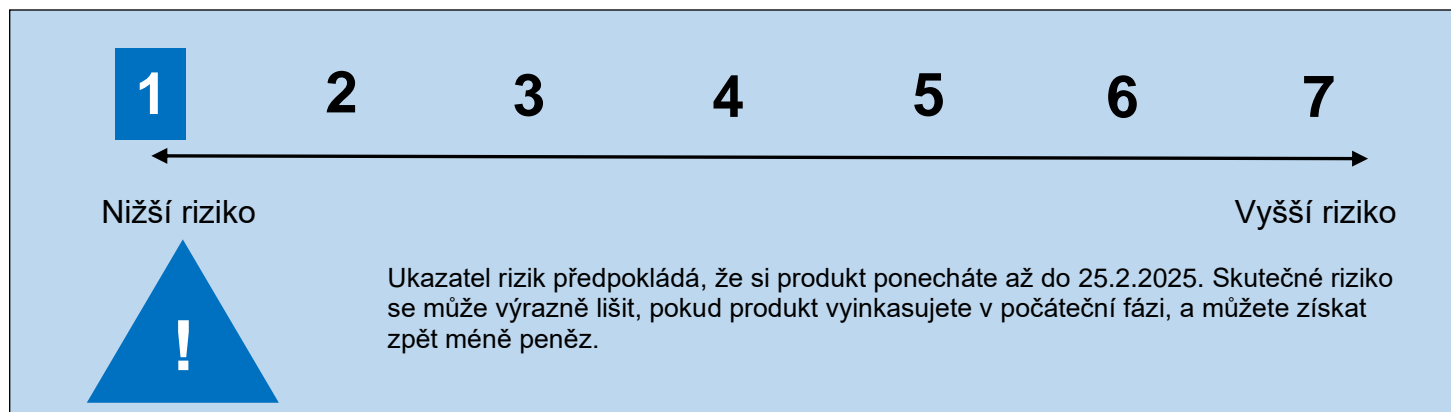 1 2 3 4 5 6 7
Nižší riziko Vyšší riziko
Ukazatel rizik předpokládá, že si produkt ponecháte až do 25.2.2025. Skutečné riziko
se může výrazně lišit, pokud produkt vyinkasujete v počáteční fázi, a můžete získat
zpět méně peněz.
!